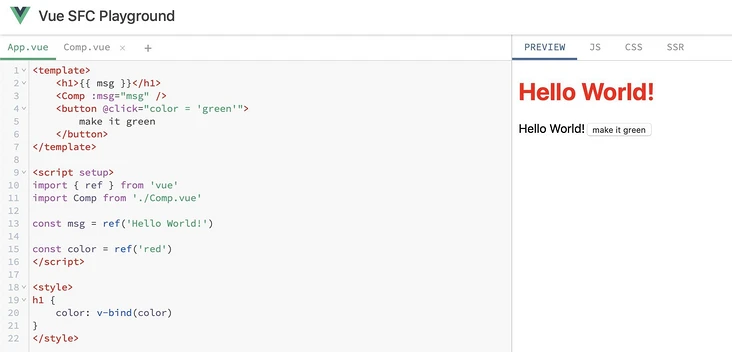 Vue SFC Playground
App.vue Comp.vue × +
1 <template>
2 <h1>{{ msg }}</h1>
3 <Comp :msg="msg" />
4 <button @click="color = 'green'">
5 make it green
6 </button>
7 </template>
8
9 <script setup>
10 import { ref } from 'vue'
11 import Comp from './Comp.vue'
12
13 const msg = ref('Hello World!')
14
15 const color = ref('red')
16 </script>
17
18 <style>
19 h1 {
20 color: v-bind(color)
21 }
22 </style>
PREVIEW JS CSS SSR
Hello World!
Hello World! make it green